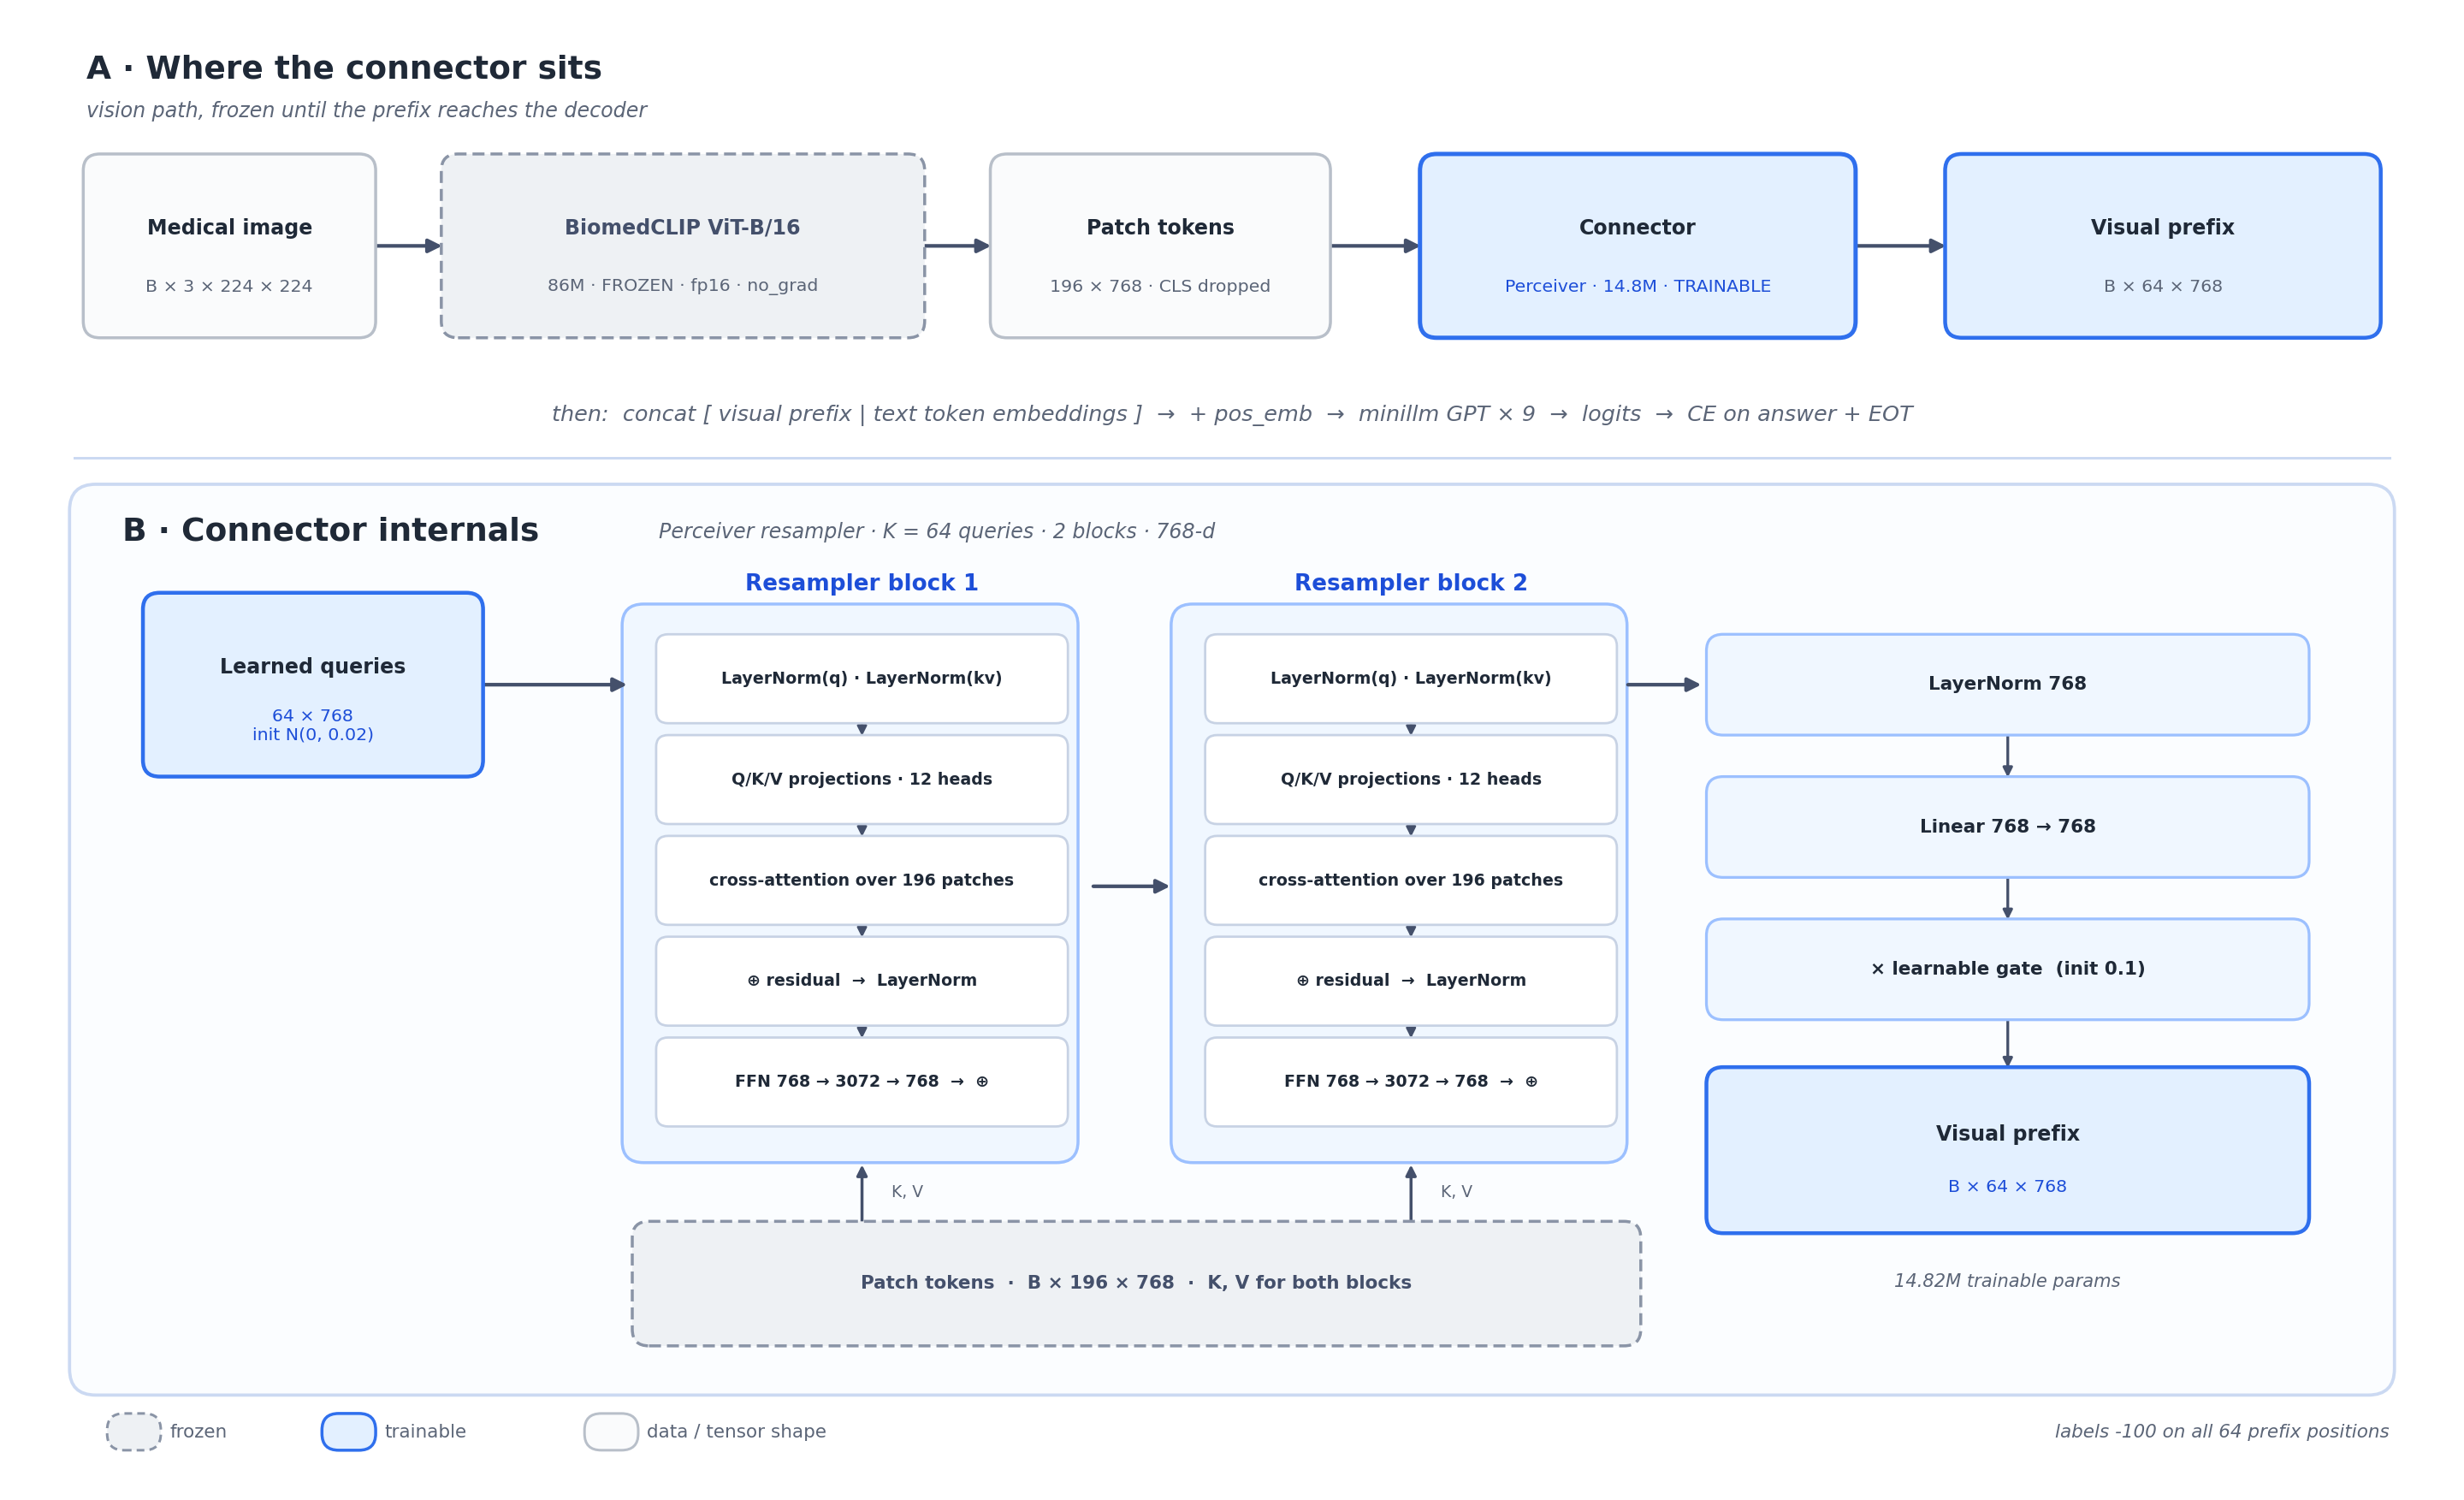 A · Where the connector sits
vision path, frozen until the prefix reaches the decoder
Medical image
B × 3 × 224 × 224
BiomedCLIP ViT-B/16
86M · FROZEN · fp16 · no_grad
Patch tokens
196 × 768 · CLS dropped
Connector
Perceiver · 14.8M · TRAINABLE
Visual prefix
B × 64 × 768
then:  concat [ visual prefix | text token embeddings ]  →  + pos_emb  →  minillm GPT × 9  →  logits  →  CE on answer + EOT
B · Connector internals
Perceiver resampler · K = 64 queries · 2 blocks · 768-d
Learned queries
64 × 768
init N(0, 0.02)
Resampler block 1
LayerNorm(q) · LayerNorm(kv)
Q/K/V projections · 12 heads
cross-attention over 196 patches
⊕ residual  →  LayerNorm
FFN 768 → 3072 → 768  →  ⊕
K, V
Resampler block 2
LayerNorm(q) · LayerNorm(kv)
Q/K/V projections · 12 heads
cross-attention over 196 patches
⊕ residual  →  LayerNorm
FFN 768 → 3072 → 768  →  ⊕
K, V
Patch tokens  ·  B × 196 × 768  ·  K, V for both blocks
LayerNorm 768
Linear 768 → 768
× learnable gate  (init 0.1)
Visual prefix
B × 64 × 768
14.82M trainable params
frozen
trainable
data / tensor shape
labels -100 on all 64 prefix positions